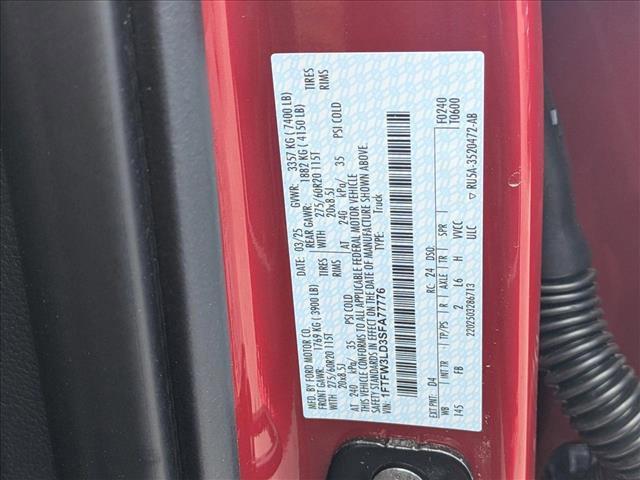 MFD. BY FORD MOTOR CO.
DATE: 03/25 GVWR: 3357 KG ( 7400 LB)
FRONT GAWR: 1769 KG ( 3900 LB) REAR GAWR: 1882 KG ( 4150 LB)
WITH 275/60R20 115T TIRES WITH 275/60R20 115T TIRES
20x8.5J RIMS 20x8.5J RIMS
AT 240 kPa/ 35 PSI COLD AT 240 kPa/ 35 PSI COLD
THIS VEHICLE CONFORMS TO ALL APPLICABLE FEDERAL MOTOR VEHICLE
SAFETY STANDARDS IN EFFECT ON THE DATE OF MANUFACTURE SHOWN ABOVE.
VIN: 1FTFW3LD3SFA77776 TYPE: Truck
F0240
T0600
EXT PNT: D4 RC: 24 DSO:
WB INT TR TP/PS R AXLE TR SPR
145 FB 2 L6 H VVCC
2202503286713 ULC
▽ RU5A-3520472-AB